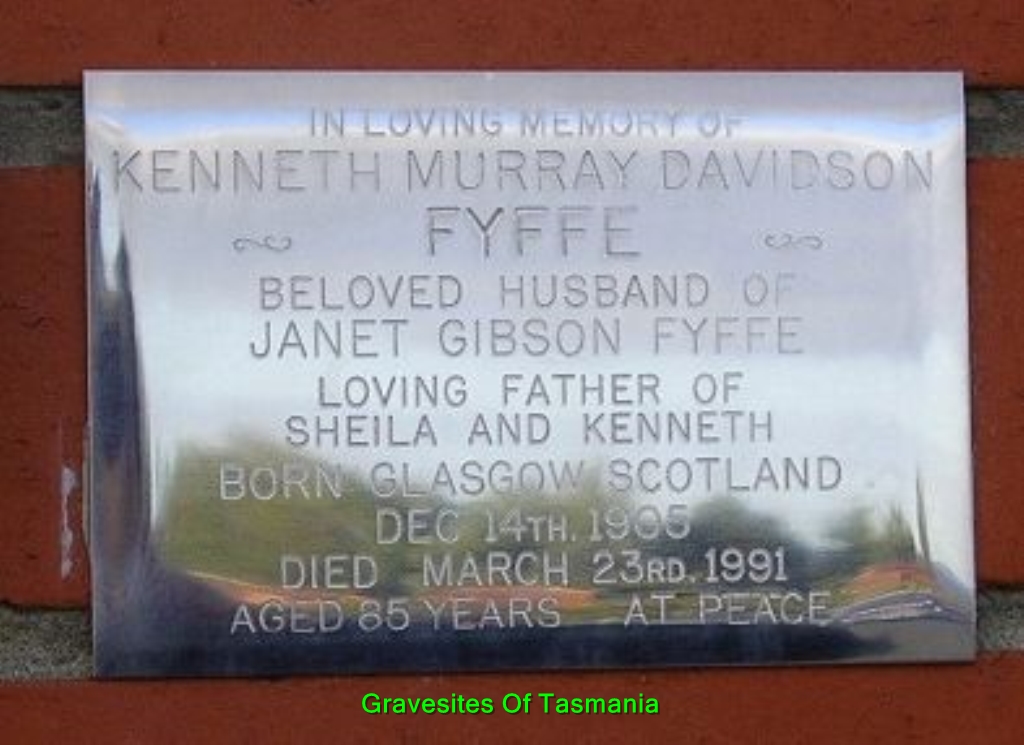 IN LOVING MEMORY OF
KENNETH MURRAY DAVIDSON
FYFFE
BELOVED HUSBAND OF
JANET GIBSON FYFFE
LOVING FATHER OF
SHEILA AND KENNETH
BORN GLASGOW SCOTLAND
DEC 14TH. 1905
DIED MARCH 23RD. 1991
AGED 85 YEARS AT PEACE
Gravesites Of Tasmania